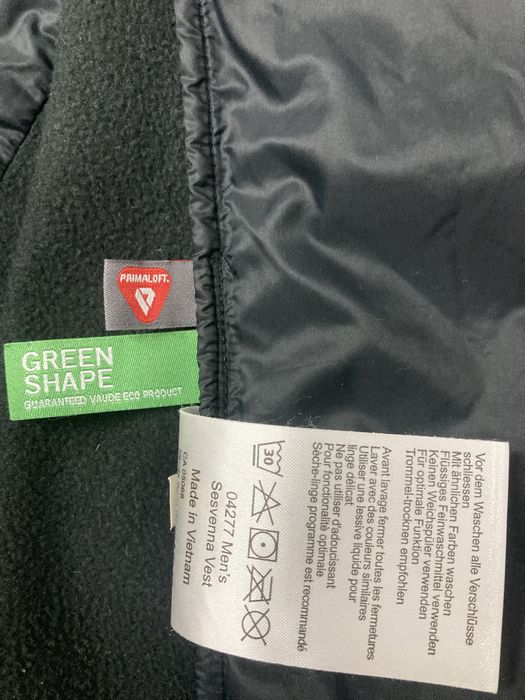 PRIMALOFT.
GREEN
SHAPE
GUARANTEED VAUDE ECO PRODUCT
Vor dem Waschen alle Verschlüsse
schliessen
Mit ähnlichen Farben waschen
Flüssiges Feinwaschmittel verwenden
Keinen Weichspüler verwenden
Für optimale Funktion
Trommel-trocknen empfohlen
Avant lavage fermer toutes les fermetures
Laver avec des couleurs similaires
Utiliser une lessive liquide pour
linge délicat
Ne pas utiliser d'adoucissant
Pour fonctionalité optimale
Sèche-linge programme est recommandé
30
04277 Men's
Sesvenna Vest
Made in Vietnam
CA 05068